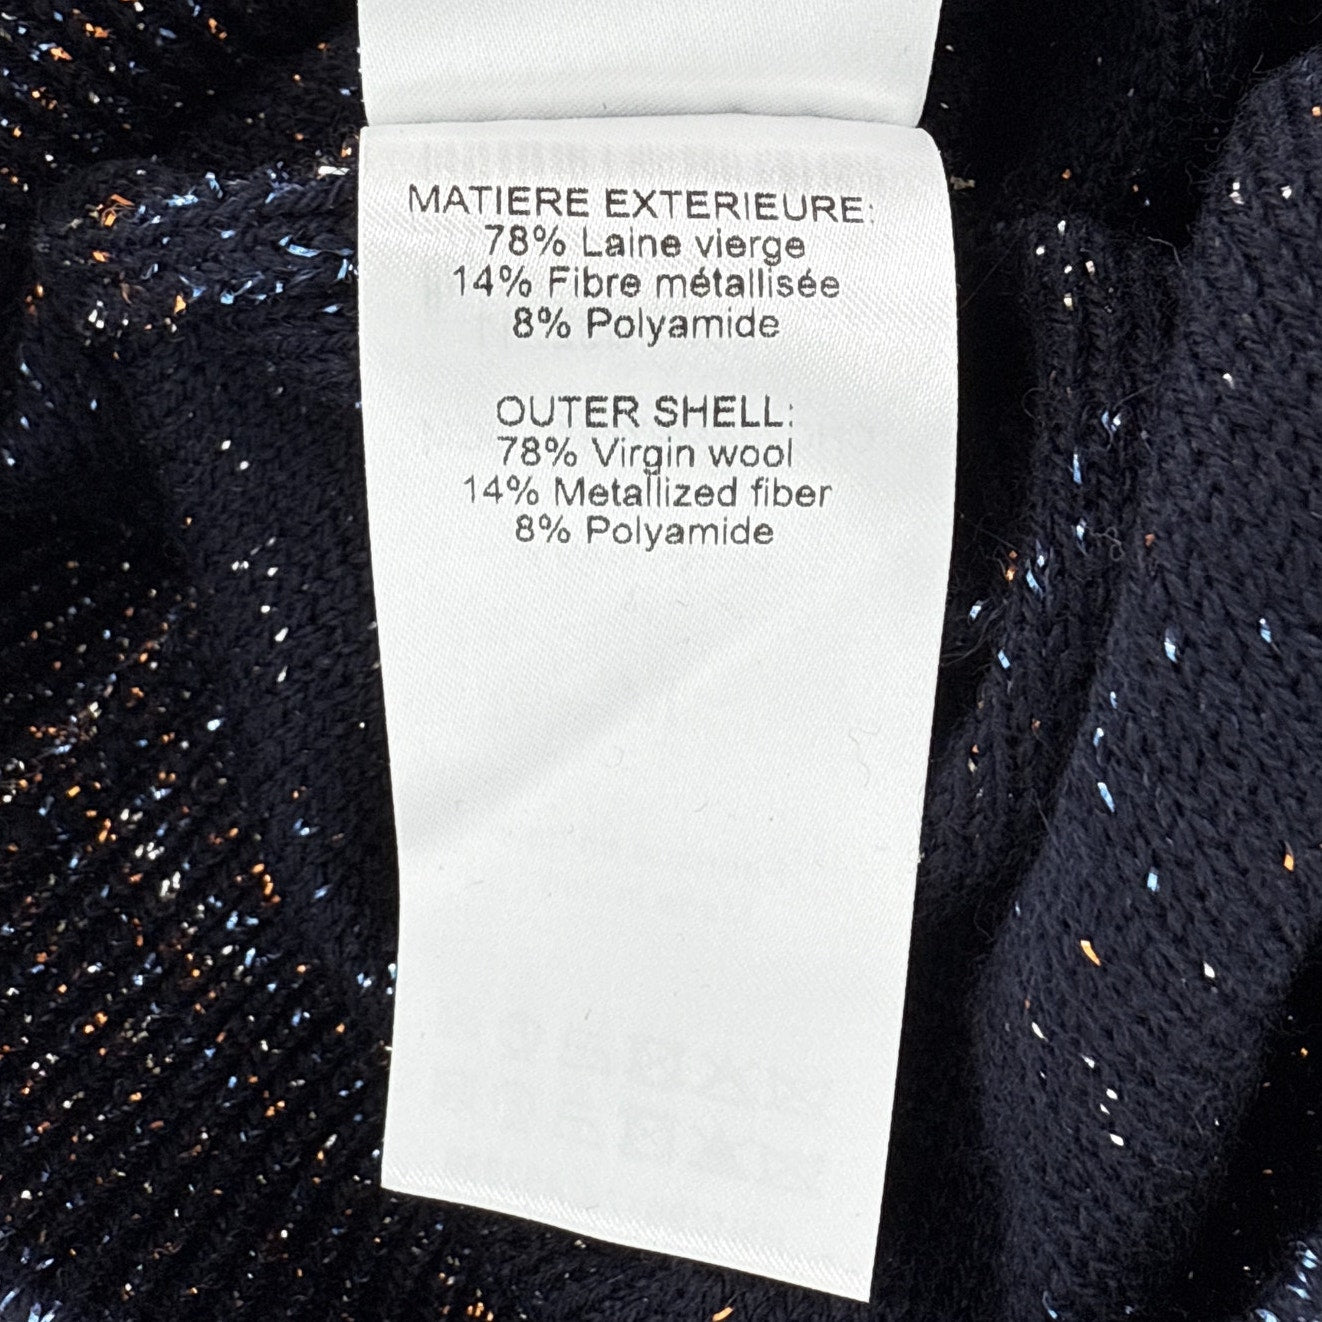 MATIERE EXTERIEURE:
78% Laine vierge
14% Fibre métallisée
8% Polyamide
OUTER SHELL:
78% Virgin wool
14% Metallized fiber
8% Polyamide